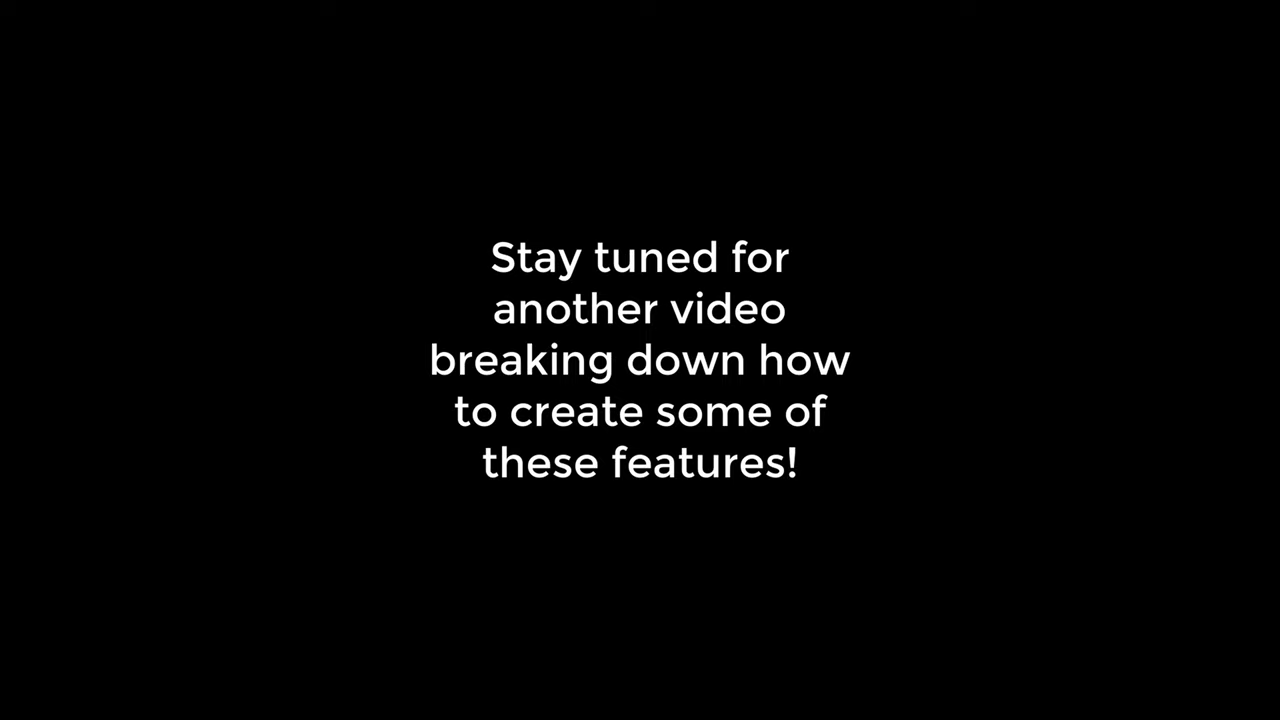 Stay tuned for
another video
breaking down how
to create some of
these features!